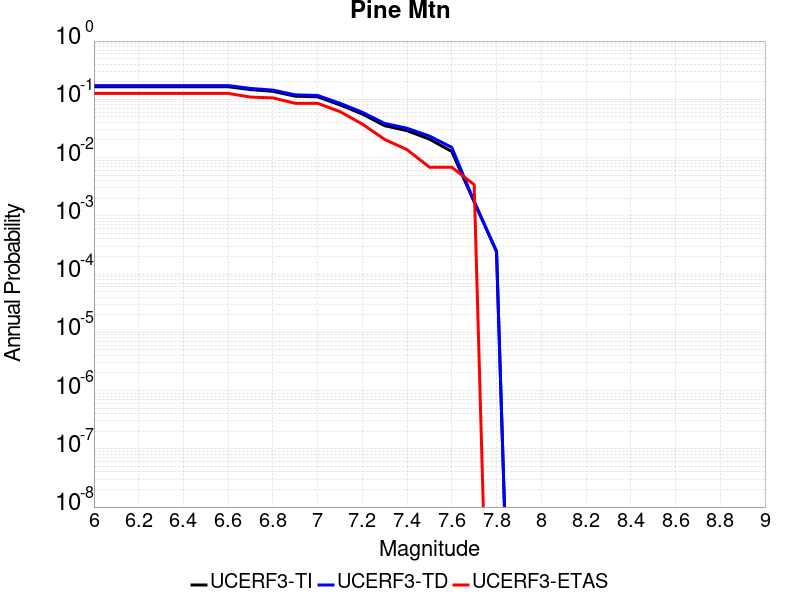 Pine Mtn
10^0
10^-1
10^-2
10^-3
10^-4
10^-5
10^-6
10^-7
10^-8
Annual Probability
6 6.2 6.4 6.6 6.8 7 7.2 7.4 7.6 7.8 8 8.2 8.4 8.6 8.8 9
Magnitude
UCERF3-TI UCERF3-TD UCERF3-ETAS